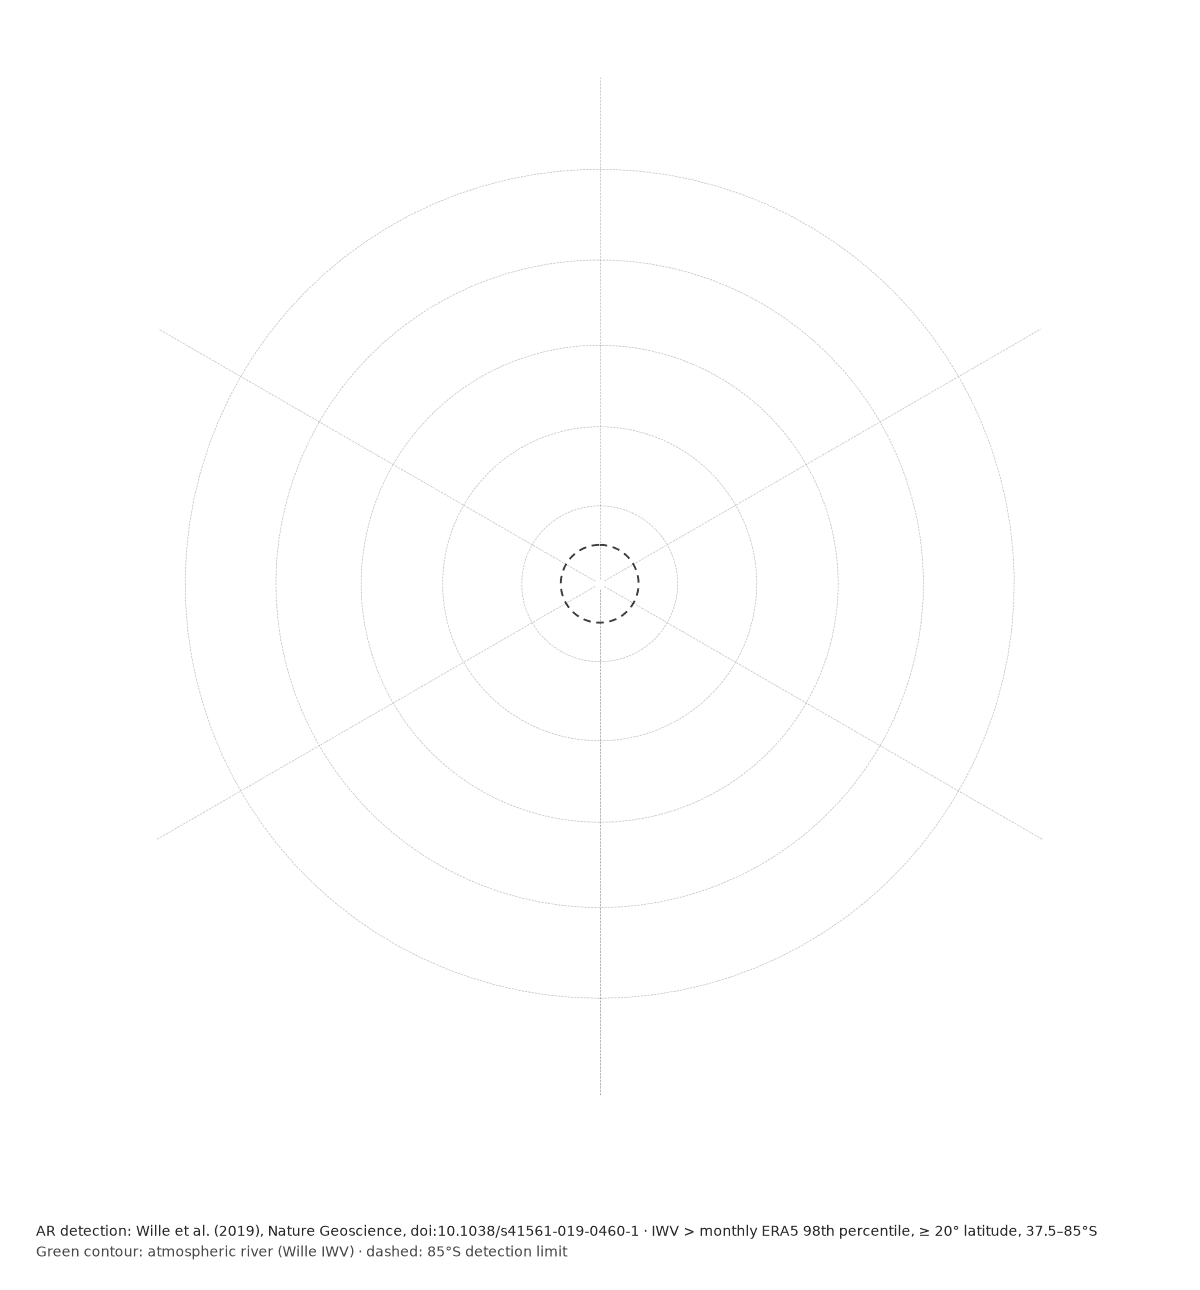 AR detection: Wille et al. (2019), Nature Geoscience, doi:10.1038/s41561-019-0460-1 · IWV > monthly ERA5 98th percentile, ≥ 20° latitude, 37.5–85°S
Green contour: atmospheric river (Wille IWV) · dashed: 85°S detection limit